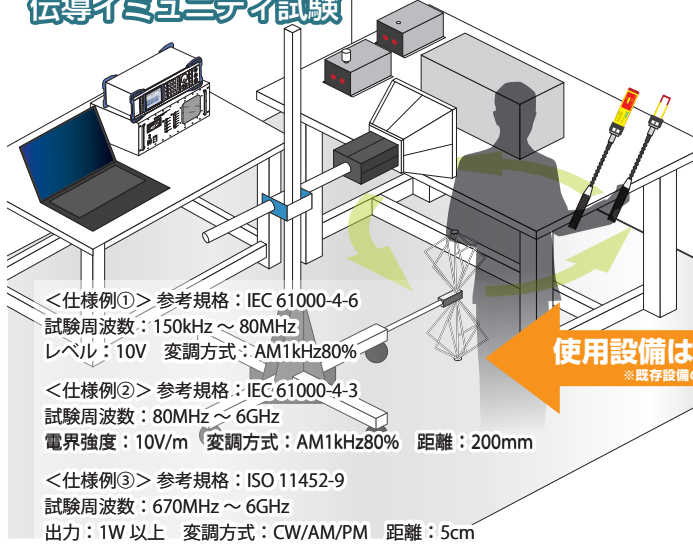 伝導イミュニティ試験
＜仕様例①＞参考規格：IEC 61000-4-6
試験周波数：150kHz ～ 80MHz
レベル：10V　変調方式：AM1kHz80%
＜仕様例②＞参考規格：IEC 61000-4-3
試験周波数：80MHz ～ 6GHz
電界強度：10V/m　変調方式：AM1kHz80%　距離：200mm
＜仕様例③＞参考規格：ISO 11452-9
試験周波数：670MHz ～ 6GHz
出力：1W 以上　変調方式：CW/AM/PM　距離：5cm
使用設備は
※既存設備の